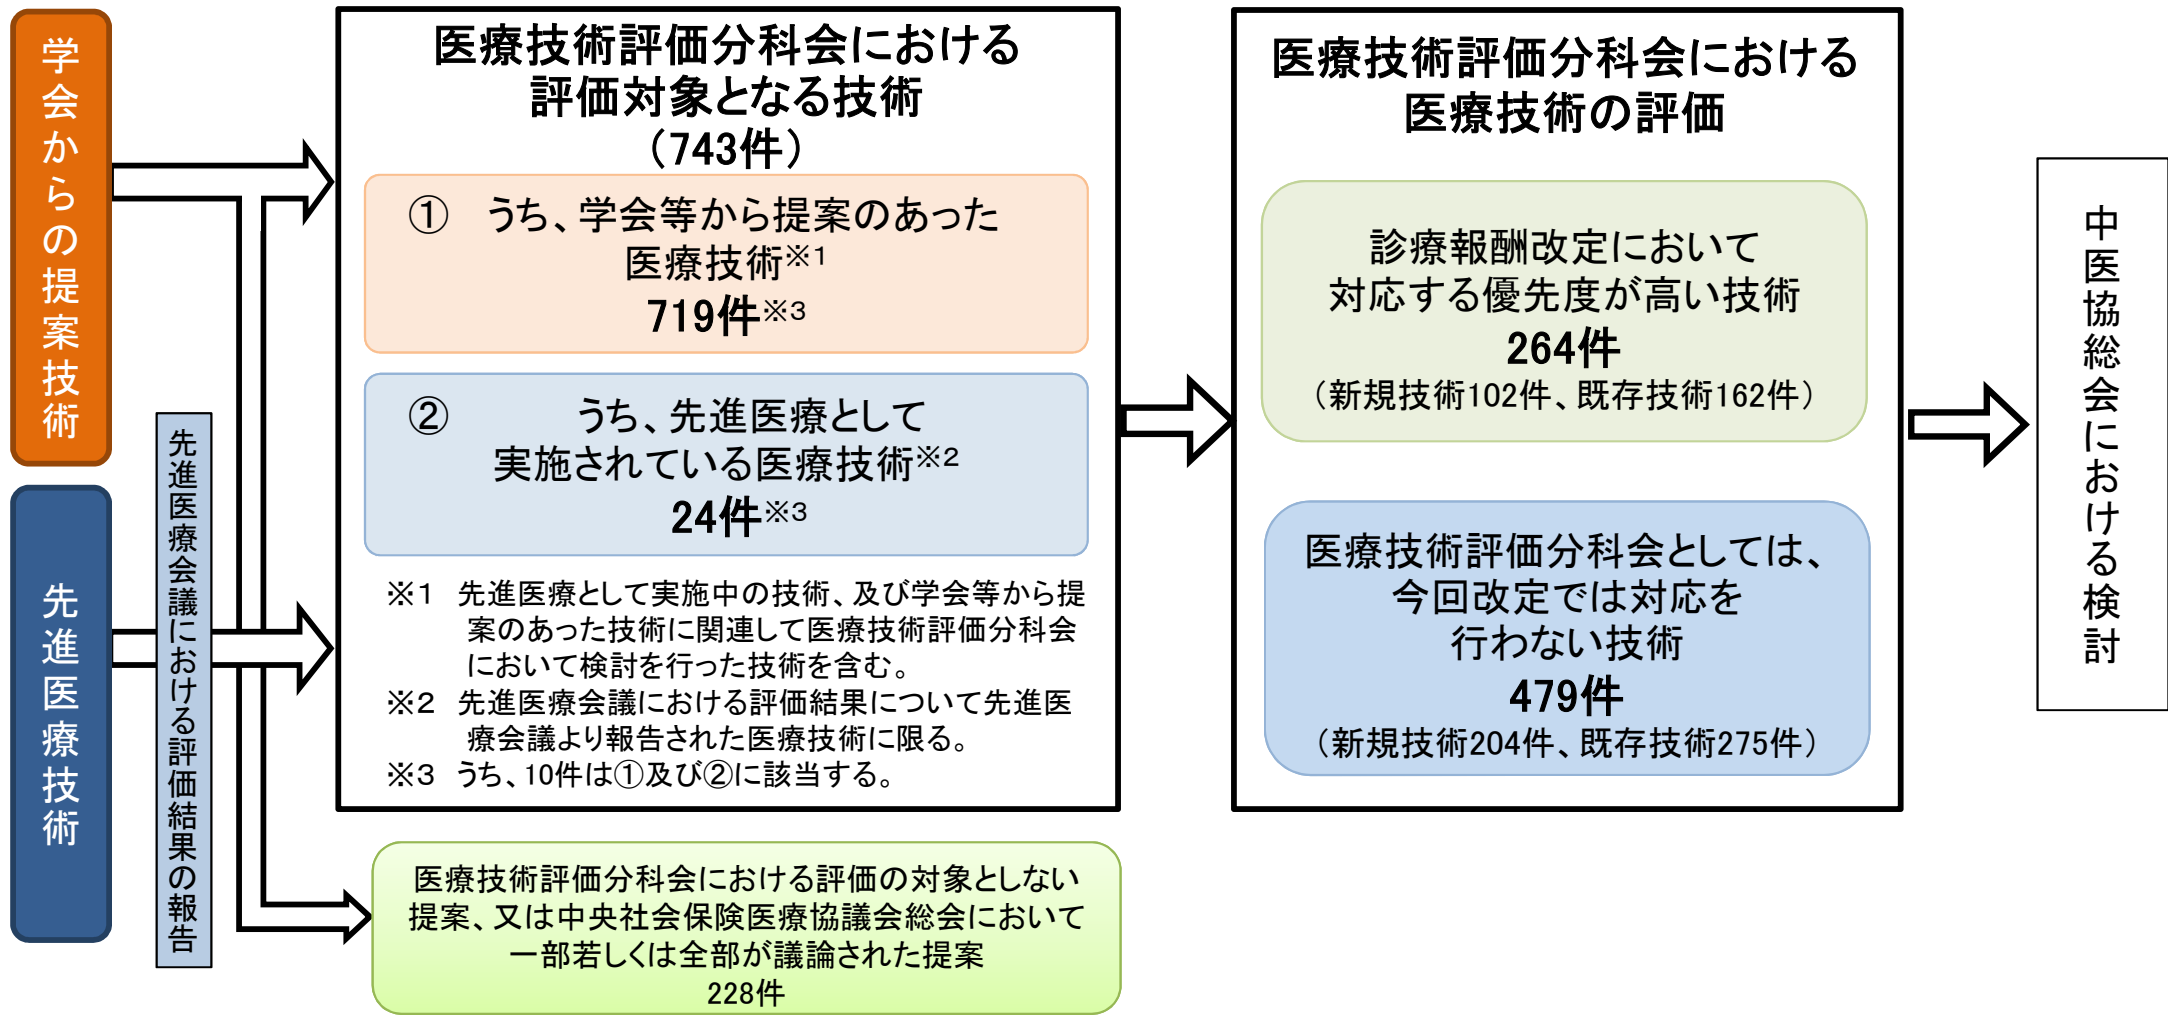 学会からの提案技術
先進医療技術
先進医療会議における評価結果の報告
医療技術評価分科会における
評価対象となる技術
（743件）
① うち、学会等から提案のあった
医療技術※1
719件※3
② うち、先進医療として
実施されている医療技術※2
24件※3
※1 先進医療として実施中の技術、及び学会等から提
案のあった技術に関連して医療技術評価分科会
において検討を行った技術を含む。
※2 先進医療会議における評価結果について先進医
療会議より報告された医療技術に限る。
※3 うち、10件は①及び②に該当する。
医療技術評価分科会における評価の対象としない
提案、又は中央社会保険医療協議会総会において
一部若しくは全部が議論された提案
228件
医療技術評価分科会における
医療技術の評価
診療報酬改定において
対応する優先度が高い技術
264件
（新規技術102件、既存技術162件）
医療技術評価分科会としては、
今回改定では対応を
行わない技術
479件
（新規技術204件、既存技術275件）
中医協総会における検討